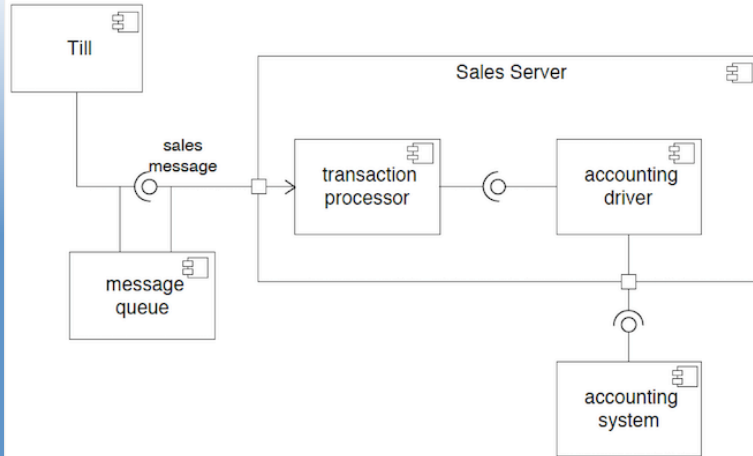 Till
Sales Server
sales
message
transaction
processor
accounting
driver
message
queue
accounting
system